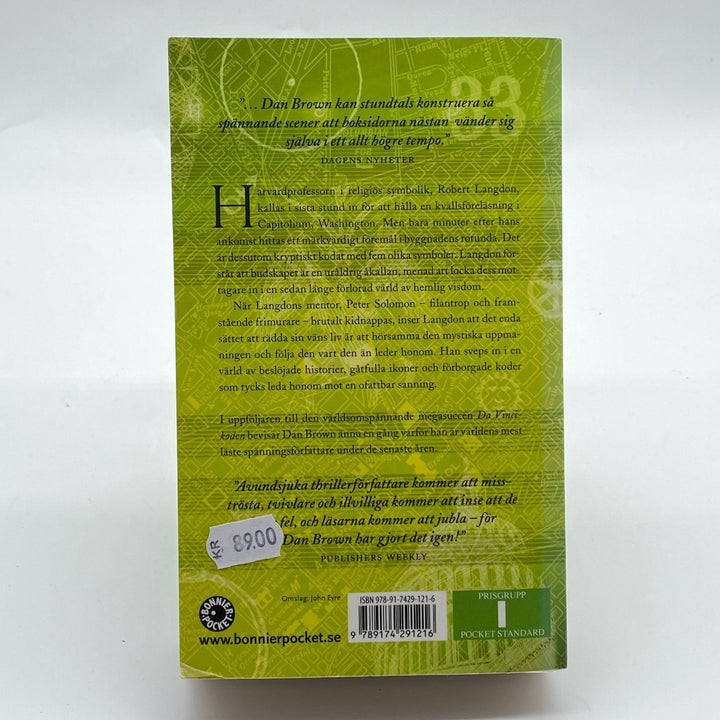 "... Dan Brown kan stundtals konstruera så
spännande scener att boksidorna nästan vänder sig
själva i ett allt högre tempo."
DAGENS NYHETER
33
Harvardprofessorn i religiös symbolik, Robert Langdon,
kallas i sista stund in för att hålla en kvällsföreläsning i
Capitolium, Washington. Men bara minuter efter hans
ankomst hittas ett märkvärdigt föremål i byggnadens rotunda. Det
är dessutom kryptiskt kodat med fem olika symboler. Langdon för-
står att budskapet är en uråldrig åkallan, menad att locka dess mot-
tagare in i en sedan länge förlorad värld av hemlig visdom.
När Langdons mentor, Peter Solomon – filantrop och fram-
stående frimurare – brutalt kidnappas, inser Langdon att det enda
sättet att rädda sin väns liv är att hörsamma den mystiska uppma-
ningen och följa den vart den än leder honom. Han sveps in i en
värld av beslöjade historier, gåtfulla ikoner och förborgade koder
som tycks leda honom mot en ofattbar sanning.
I uppföljaren till den världsomspännande megasuccén Da Vinci-
koden bevisar Dan Brown ännu en gång varför han är världens mest
läste spänningsförfattare under de senaste åren.
"Avundsjuka thrillerförfattare kommer att miss-
trösta, tvivlare och illvilliga kommer att inse att de
fel, och läsarna kommer att jubla – för
Dan Brown har gjort det igen!"
PUBLISHERS WEEKLY
KR 89.00
Omslag: John Eyre
BONNIER POCKET
www.bonnierpocket.se
ISBN 978-91-7429-121-6
9 789174 291216
PRISGRUPP
I
POCKET STANDARD